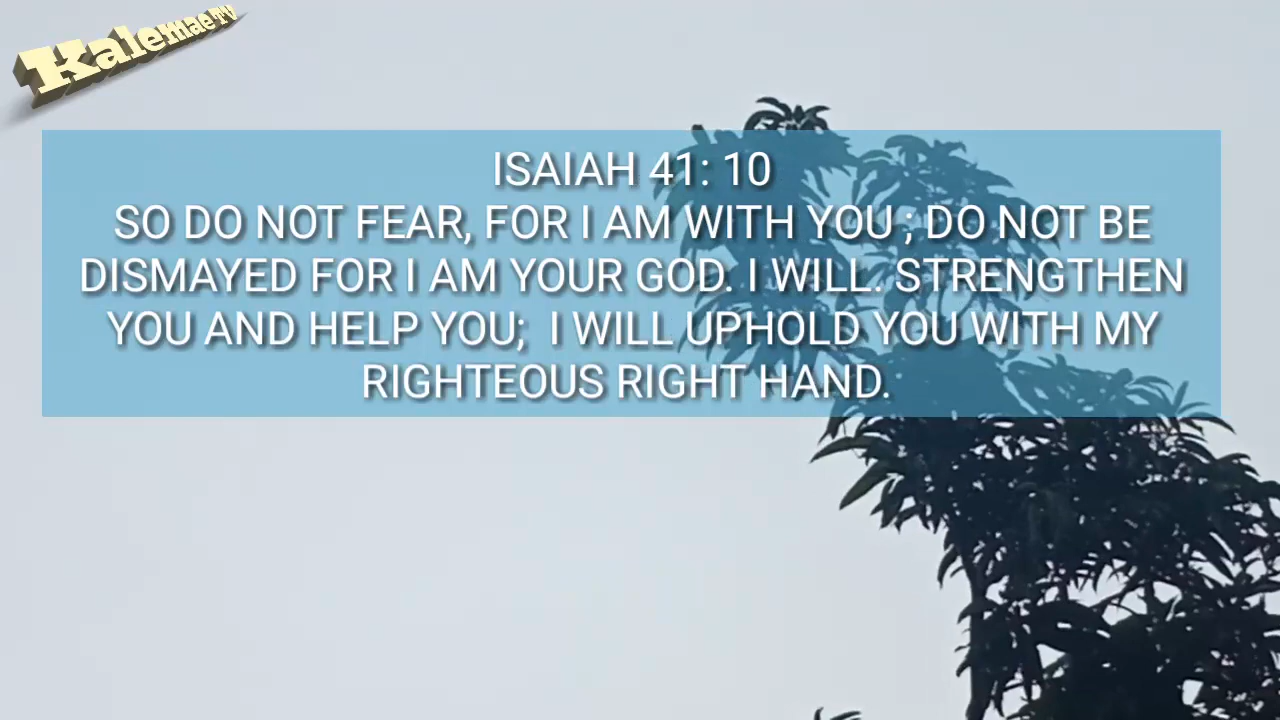 Kalemae TV
ISAIAH 41: 10
SO DO NOT FEAR, FOR I AM WITH YOU ; DO NOT BE
DISMAYED FOR I AM YOUR GOD. I WILL. STRENGTHEN
YOU AND HELP YOU;  I WILL UPHOLD YOU WITH MY
RIGHTEOUS RIGHT HAND.